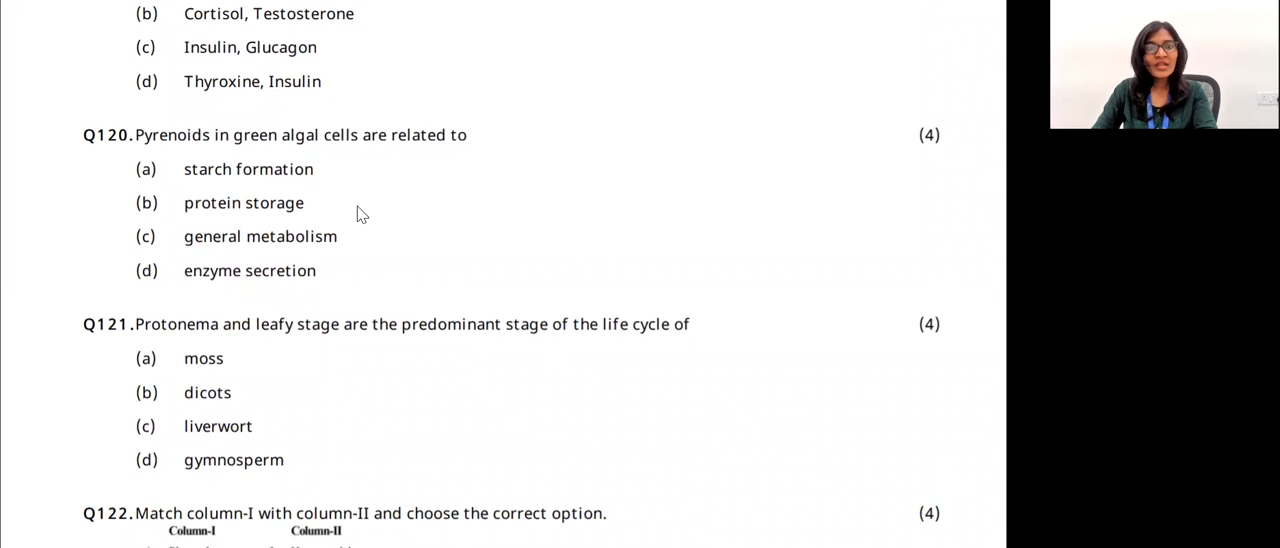 (b) Cortisol, Testosterone
(c) Insulin, Glucagon
(d) Thyroxine, Insulin
Q120. Pyrenoids in green algal cells are related to (4)
(a) starch formation
(b) protein storage
(c) general metabolism
(d) enzyme secretion
Q121. Protonema and leafy stage are the predominant stage of the life cycle of (4)
(a) moss
(b) dicots
(c) liverwort
(d) gymnosperm
Q122. Match column-I with column-II and choose the correct option. (4)
Column-I Column-II